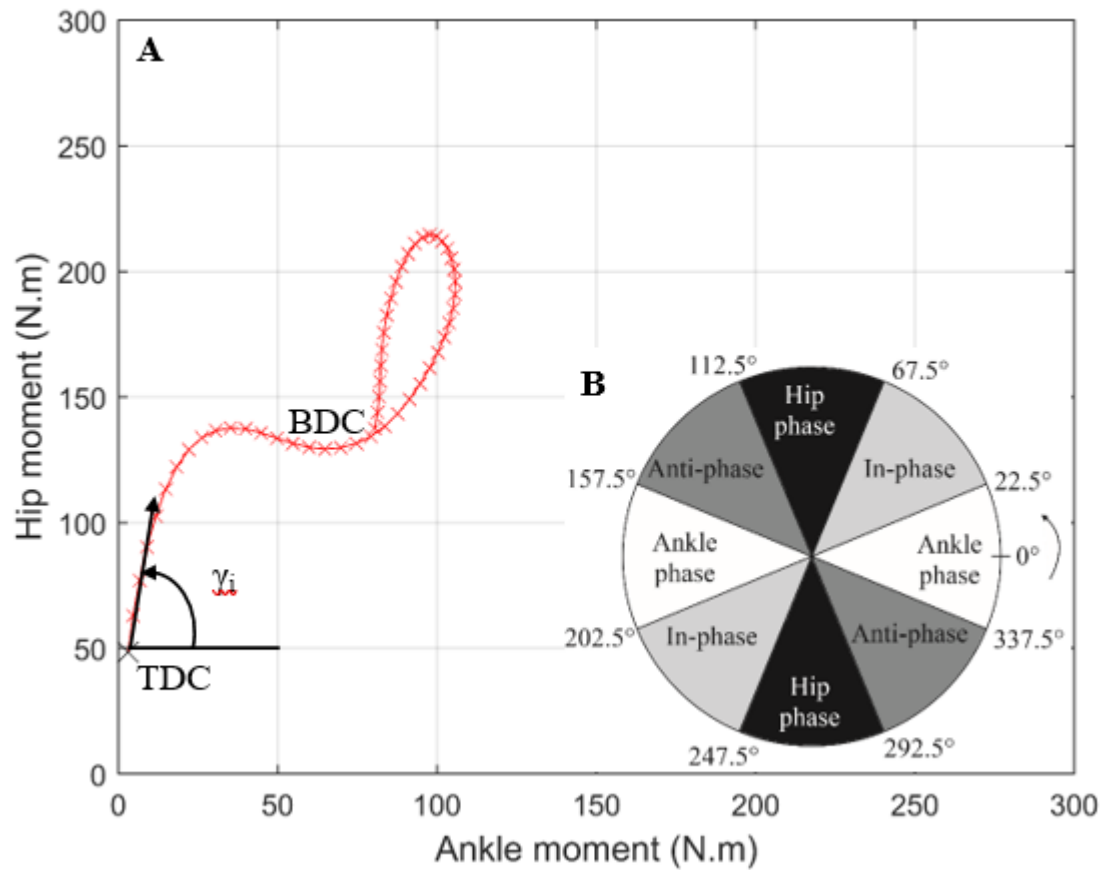 300
A
250
200
Hip moment (N.m)
150
BDC
100
γi
50
TDC
0
0
50
100
150
200
250
300
Ankle moment (N.m)
B
112.5°
67.5°
Hip
phase
Anti-phase
In-phase
157.5°
22.5°
Ankle
phase
Ankle
phase
0°
202.5°
In-phase
Anti-phase
337.5°
Hip
phase
247.5°
292.5°